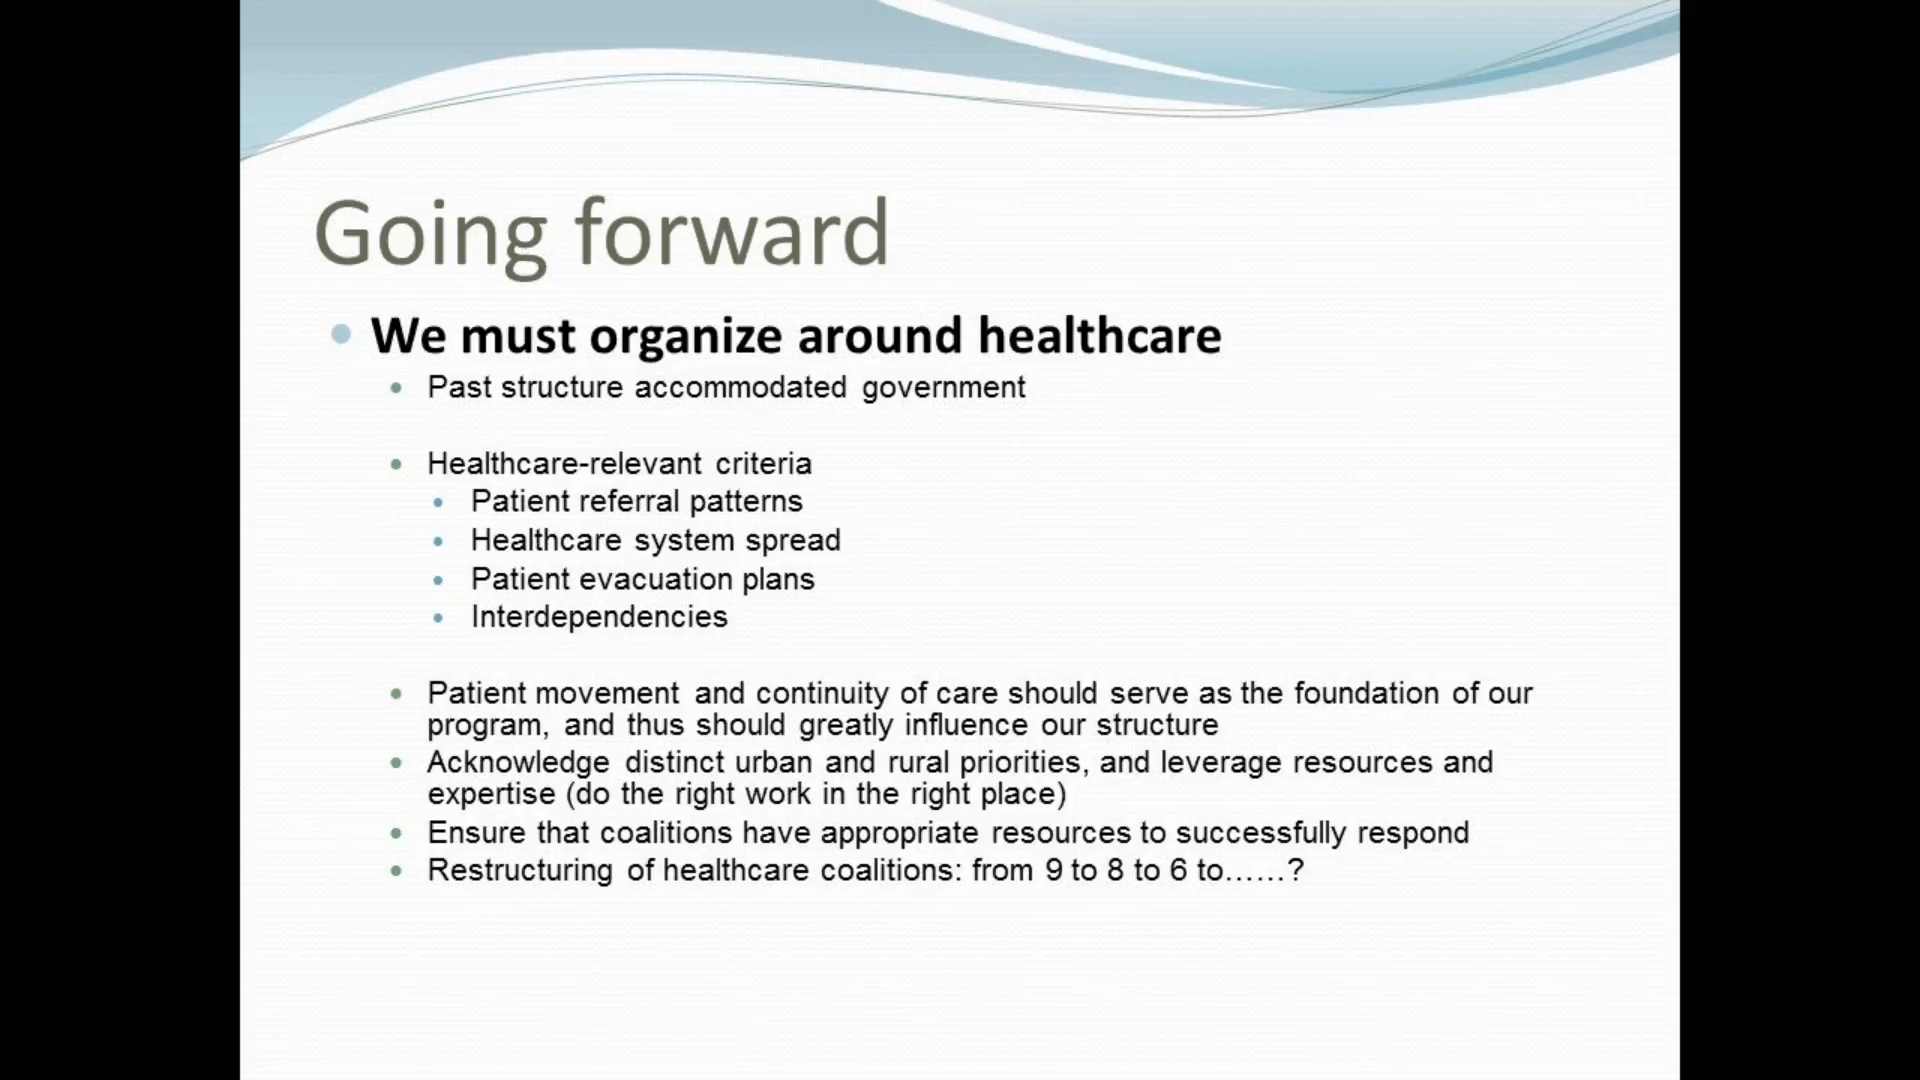 Going forward
We must organize around healthcare
Past structure accommodated government
Healthcare-relevant criteria
Patient referral patterns
Healthcare system spread
Patient evacuation plans
Interdependencies
Patient movement and continuity of care should serve as the foundation of our
program, and thus should greatly influence our structure
Acknowledge distinct urban and rural priorities, and leverage resources and
expertise (do the right work in the right place)
Ensure that coalitions have appropriate resources to successfully respond
Restructuring of healthcare coalitions: from 9 to 8 to 6 to......?